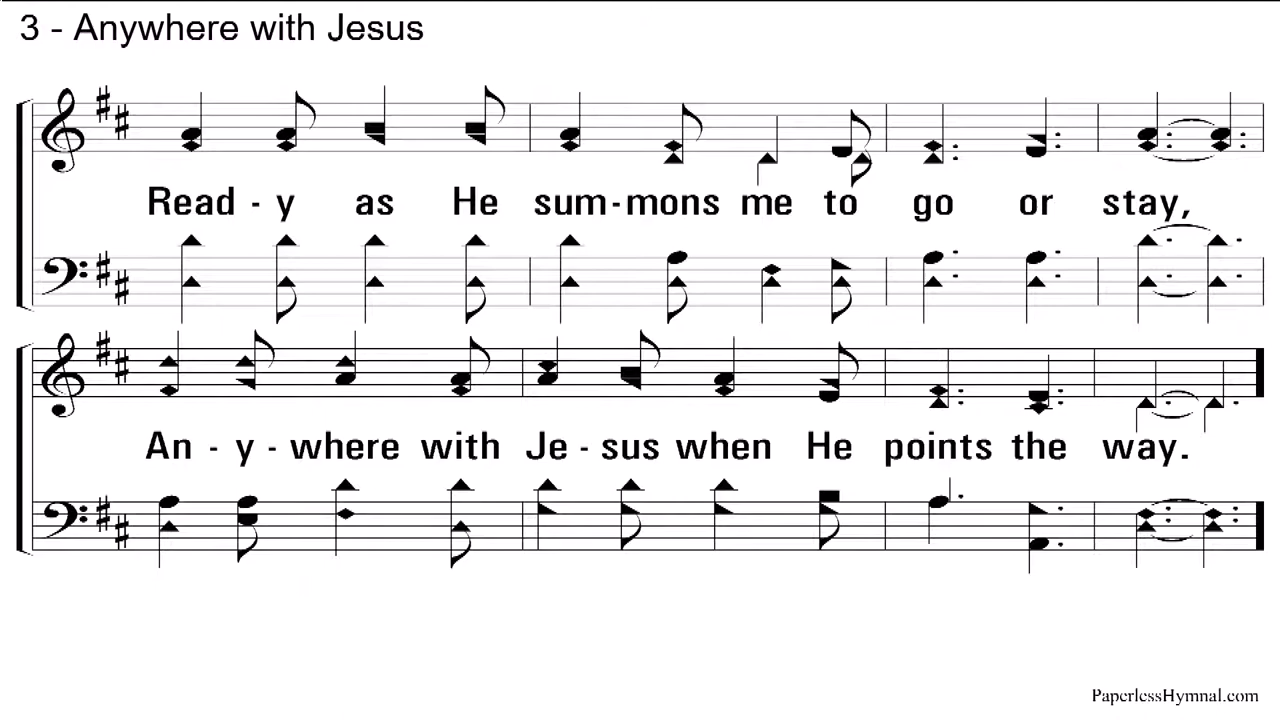 3 - Anywhere with Jesus
Read - y as He sum-mons me to go or stay,
An - y - where with Je - sus when He points the way.
PaperlessHymnal.com